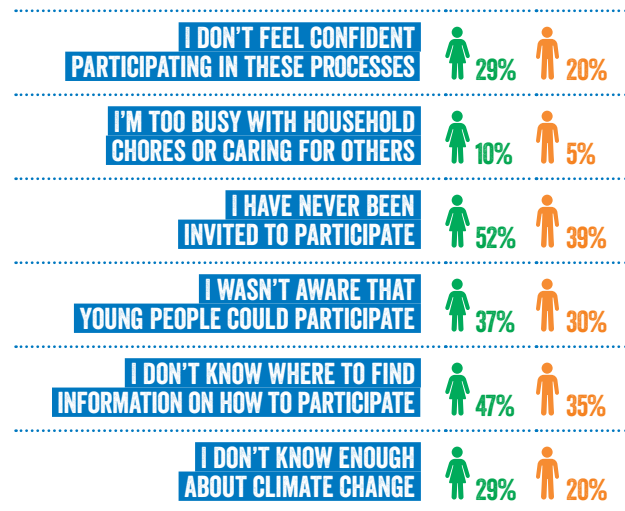 I DON'T FEEL CONFIDENT
PARTICIPATING IN THESE PROCESSES
29% 20%
I'M TOO BUSY WITH HOUSEHOLD
CHORES OR CARING FOR OTHERS
10% 5%
I HAVE NEVER BEEN
INVITED TO PARTICIPATE
52% 39%
I WASN'T AWARE THAT
YOUNG PEOPLE COULD PARTICIPATE
37% 30%
I DON'T KNOW WHERE TO FIND
INFORMATION ON HOW TO PARTICIPATE
47% 35%
I DON'T KNOW ENOUGH
ABOUT CLIMATE CHANGE
29% 20%